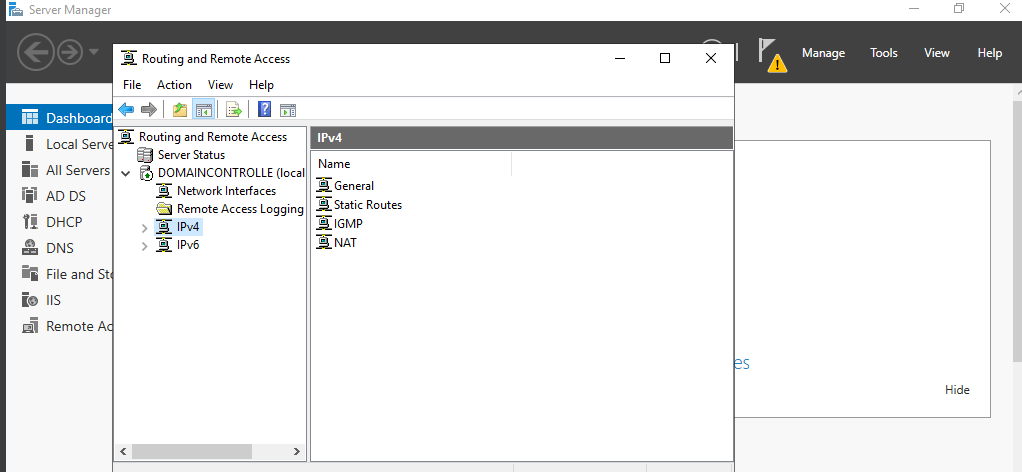 Server Manager
Manage Tools View Help
Dashboard
Local Serve
All Servers
AD DS
DHCP
DNS
File and Sto
IIS
Remote Ac
Routing and Remote Access
File Action View Help
Routing and Remote Access
Server Status
DOMAINCONTROLLE (local
Network Interfaces
Remote Access Logging
IPv4
IPv6
IPv4
Name
General
Static Routes
IGMP
NAT
es
Hide